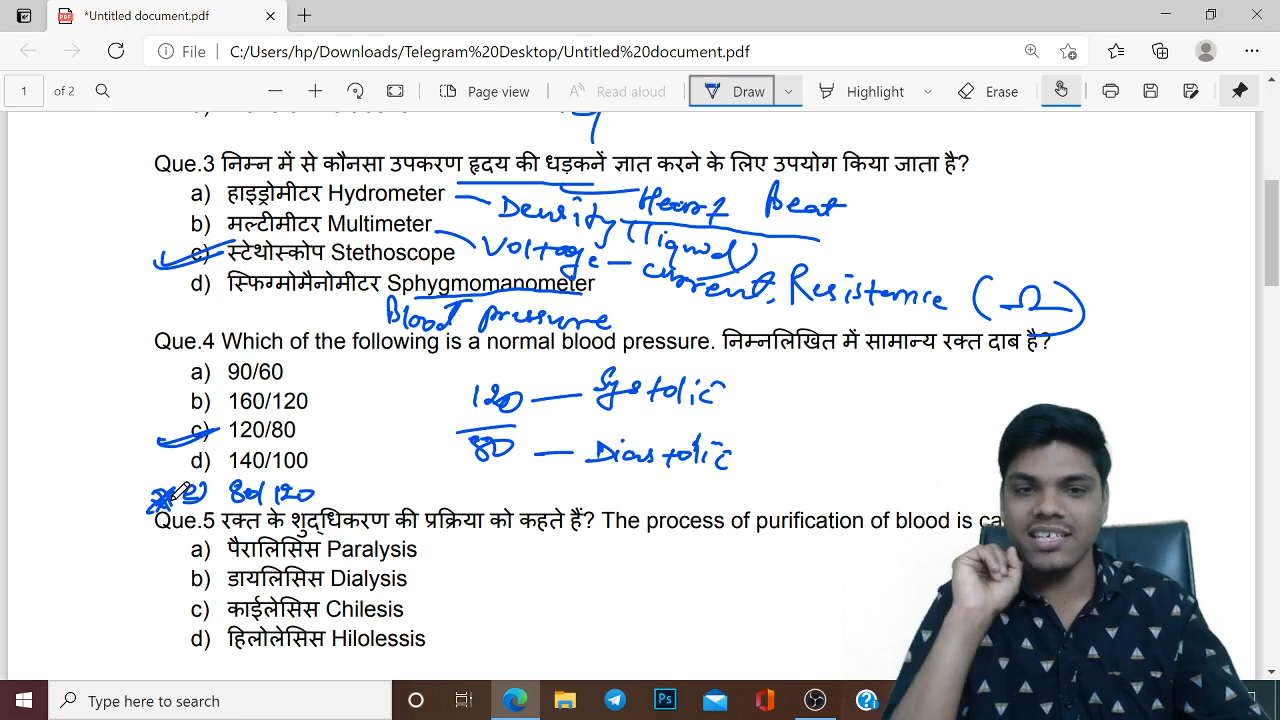 *Untitled document.pdf
File C:/Users/hp/Downloads/Telegram%20Desktop/Untitled%20document.pdf
1 of 2 Page view Read aloud Draw Highlight Erase
Que.3 निम्न में से कौनसा उपकरण हृदय की धड़कनें ज्ञात करने के लिए उपयोग किया जाता है?
a) हाइड्रोमीटर Hydrometer
Density Heart Beat
b) मल्टीमीटर Multimeter
(liquid)
c) स्टेथोस्कोप Stethoscope
Voltage - current, Resistance (Ω)
d) स्फिग्मोमैनोमीटर Sphygmomanometer
Blood pressure
Que.4 Which of the following is a normal blood pressure. निम्नलिखित में सामान्य रक्त दाब है?
a) 90/60
b) 160/120
120 — Systolic
c) 120/80
80 — Diastolic
d) 140/100
e) 80/120
Que.5 रक्त के शुद्धिकरण की प्रक्रिया को कहते हैं? The process of purification of blood is ca
a) पैरालिसिस Paralysis
b) डायलिसिस Dialysis
c) काईलेसिस Chilesis
d) हिलोलेसिस Hilolessis
Type here to search
Ps